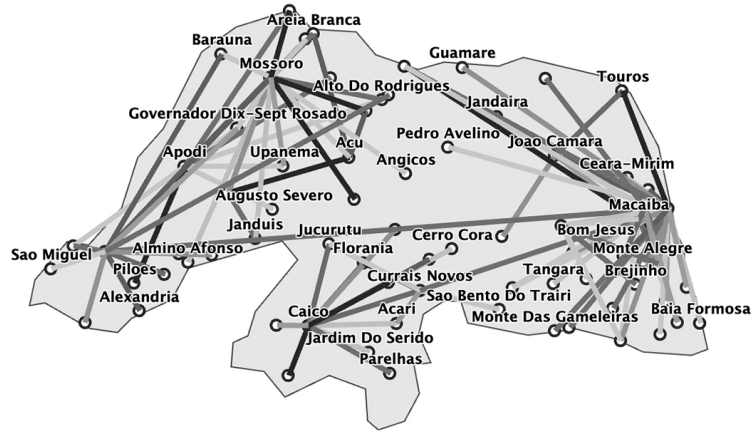 Areia Branca
Barauna
Guamare
Mossoro
Touros
Alto Do Rodrigues
Jandaira
Governador Dix-Sept Rosado
Pedro Avelino
Joao Camara
Acu
Apodi
Upanema
Angicos
Ceara-Mirim
Augusto Severo
Macaiba
Janduis
Jucurutu
Cerro Cora
Bom Jesus
Sao Miguel
Almino Afonso
Florania
Monte Alegre
Piloes
Currais Novos
Tangara
Brejinho
Alexandria
Sao Bento Do Trairi
Caico
Acari
Monte Das Gameleiras
Baia Formosa
Jardim Do Serido
Parelhas